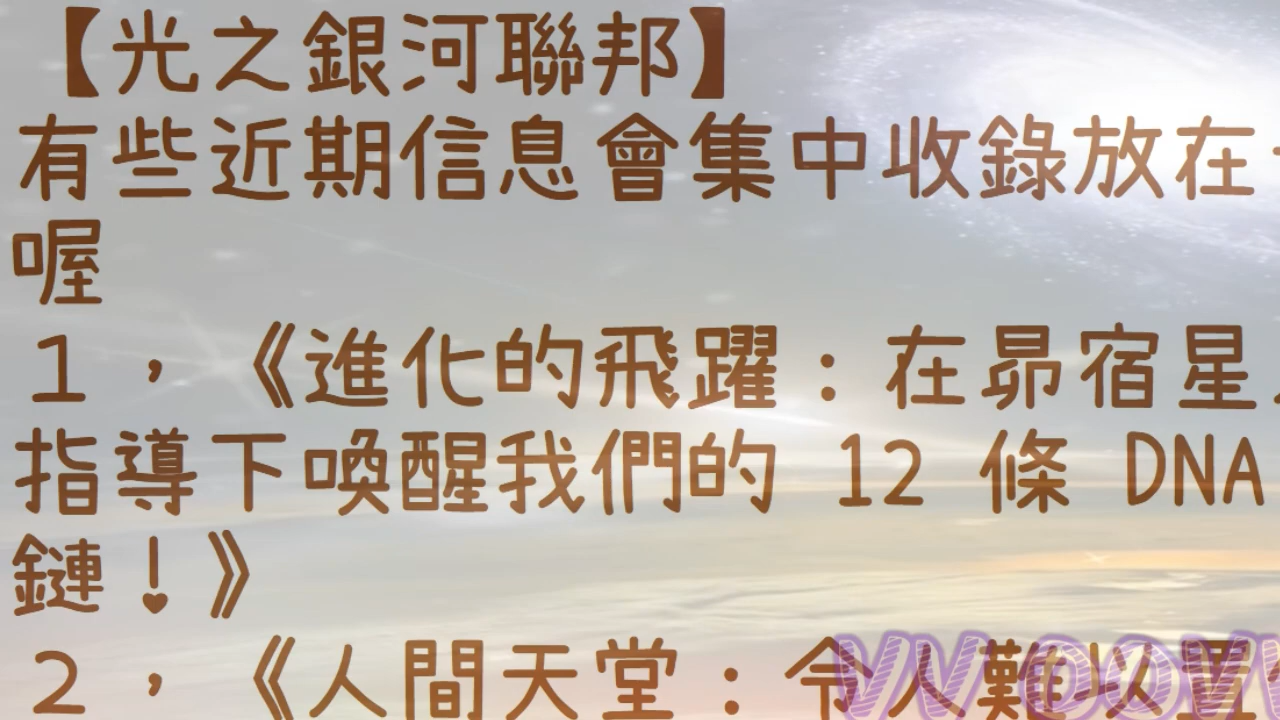 【光之銀河聯邦】
有些近期信息會集中收錄放在
喔
1，《進化的飛躍：在昴宿星
指導下喚醒我們的 12 條 DNA
鏈！》
2，《人間天堂：令人難以置